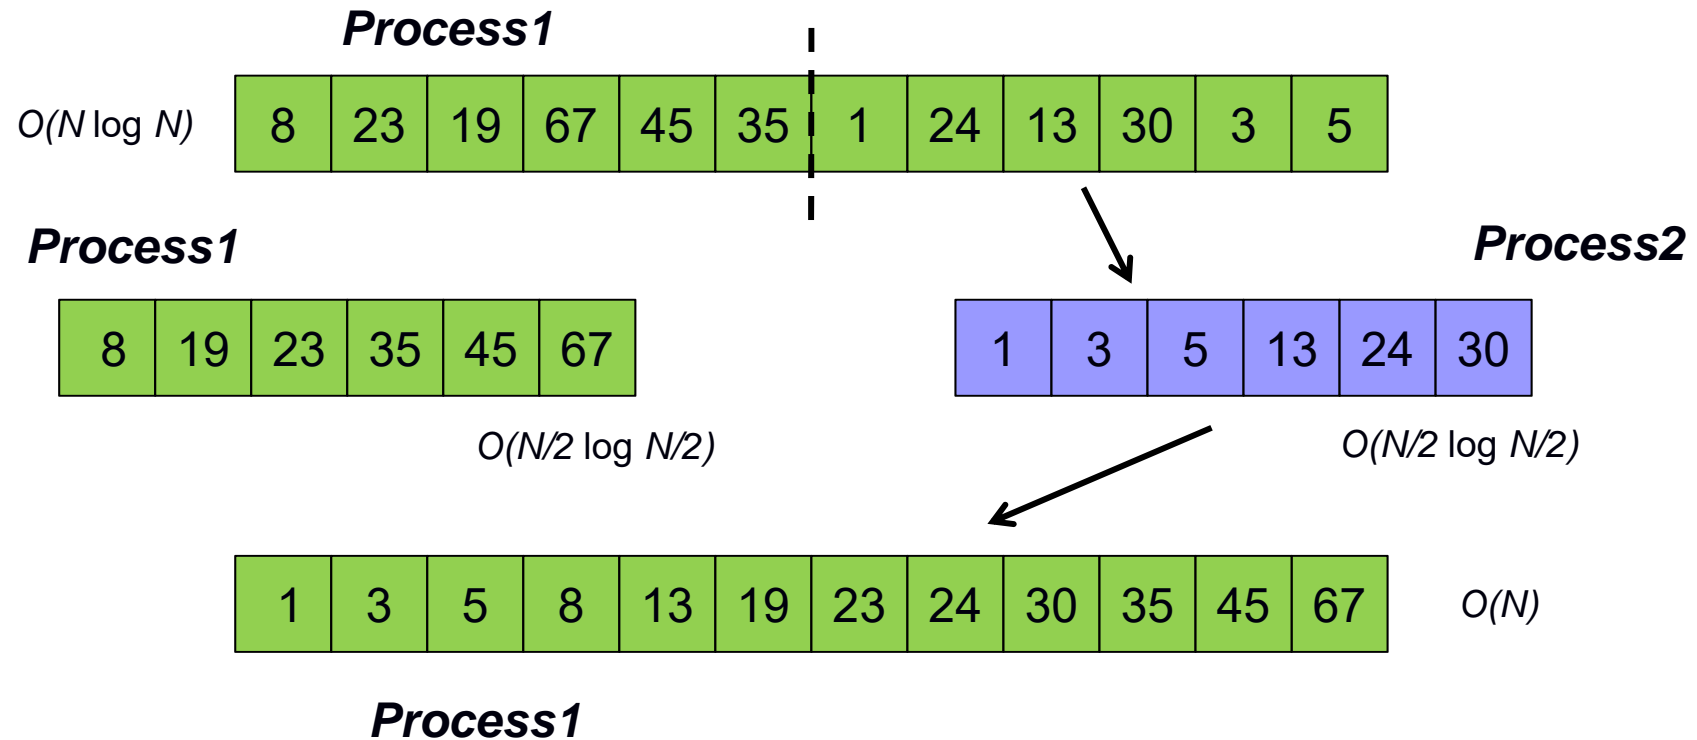 Process1
O(N log N) 8 23 19 67 45 35 1 24 13 30 3 5
Process1 Process2
8 19 23 35 45 67 1 3 5 13 24 30
O(N/2 log N/2) O(N/2 log N/2)
1 3 5 8 13 19 23 24 30 35 45 67 O(N)
Process1